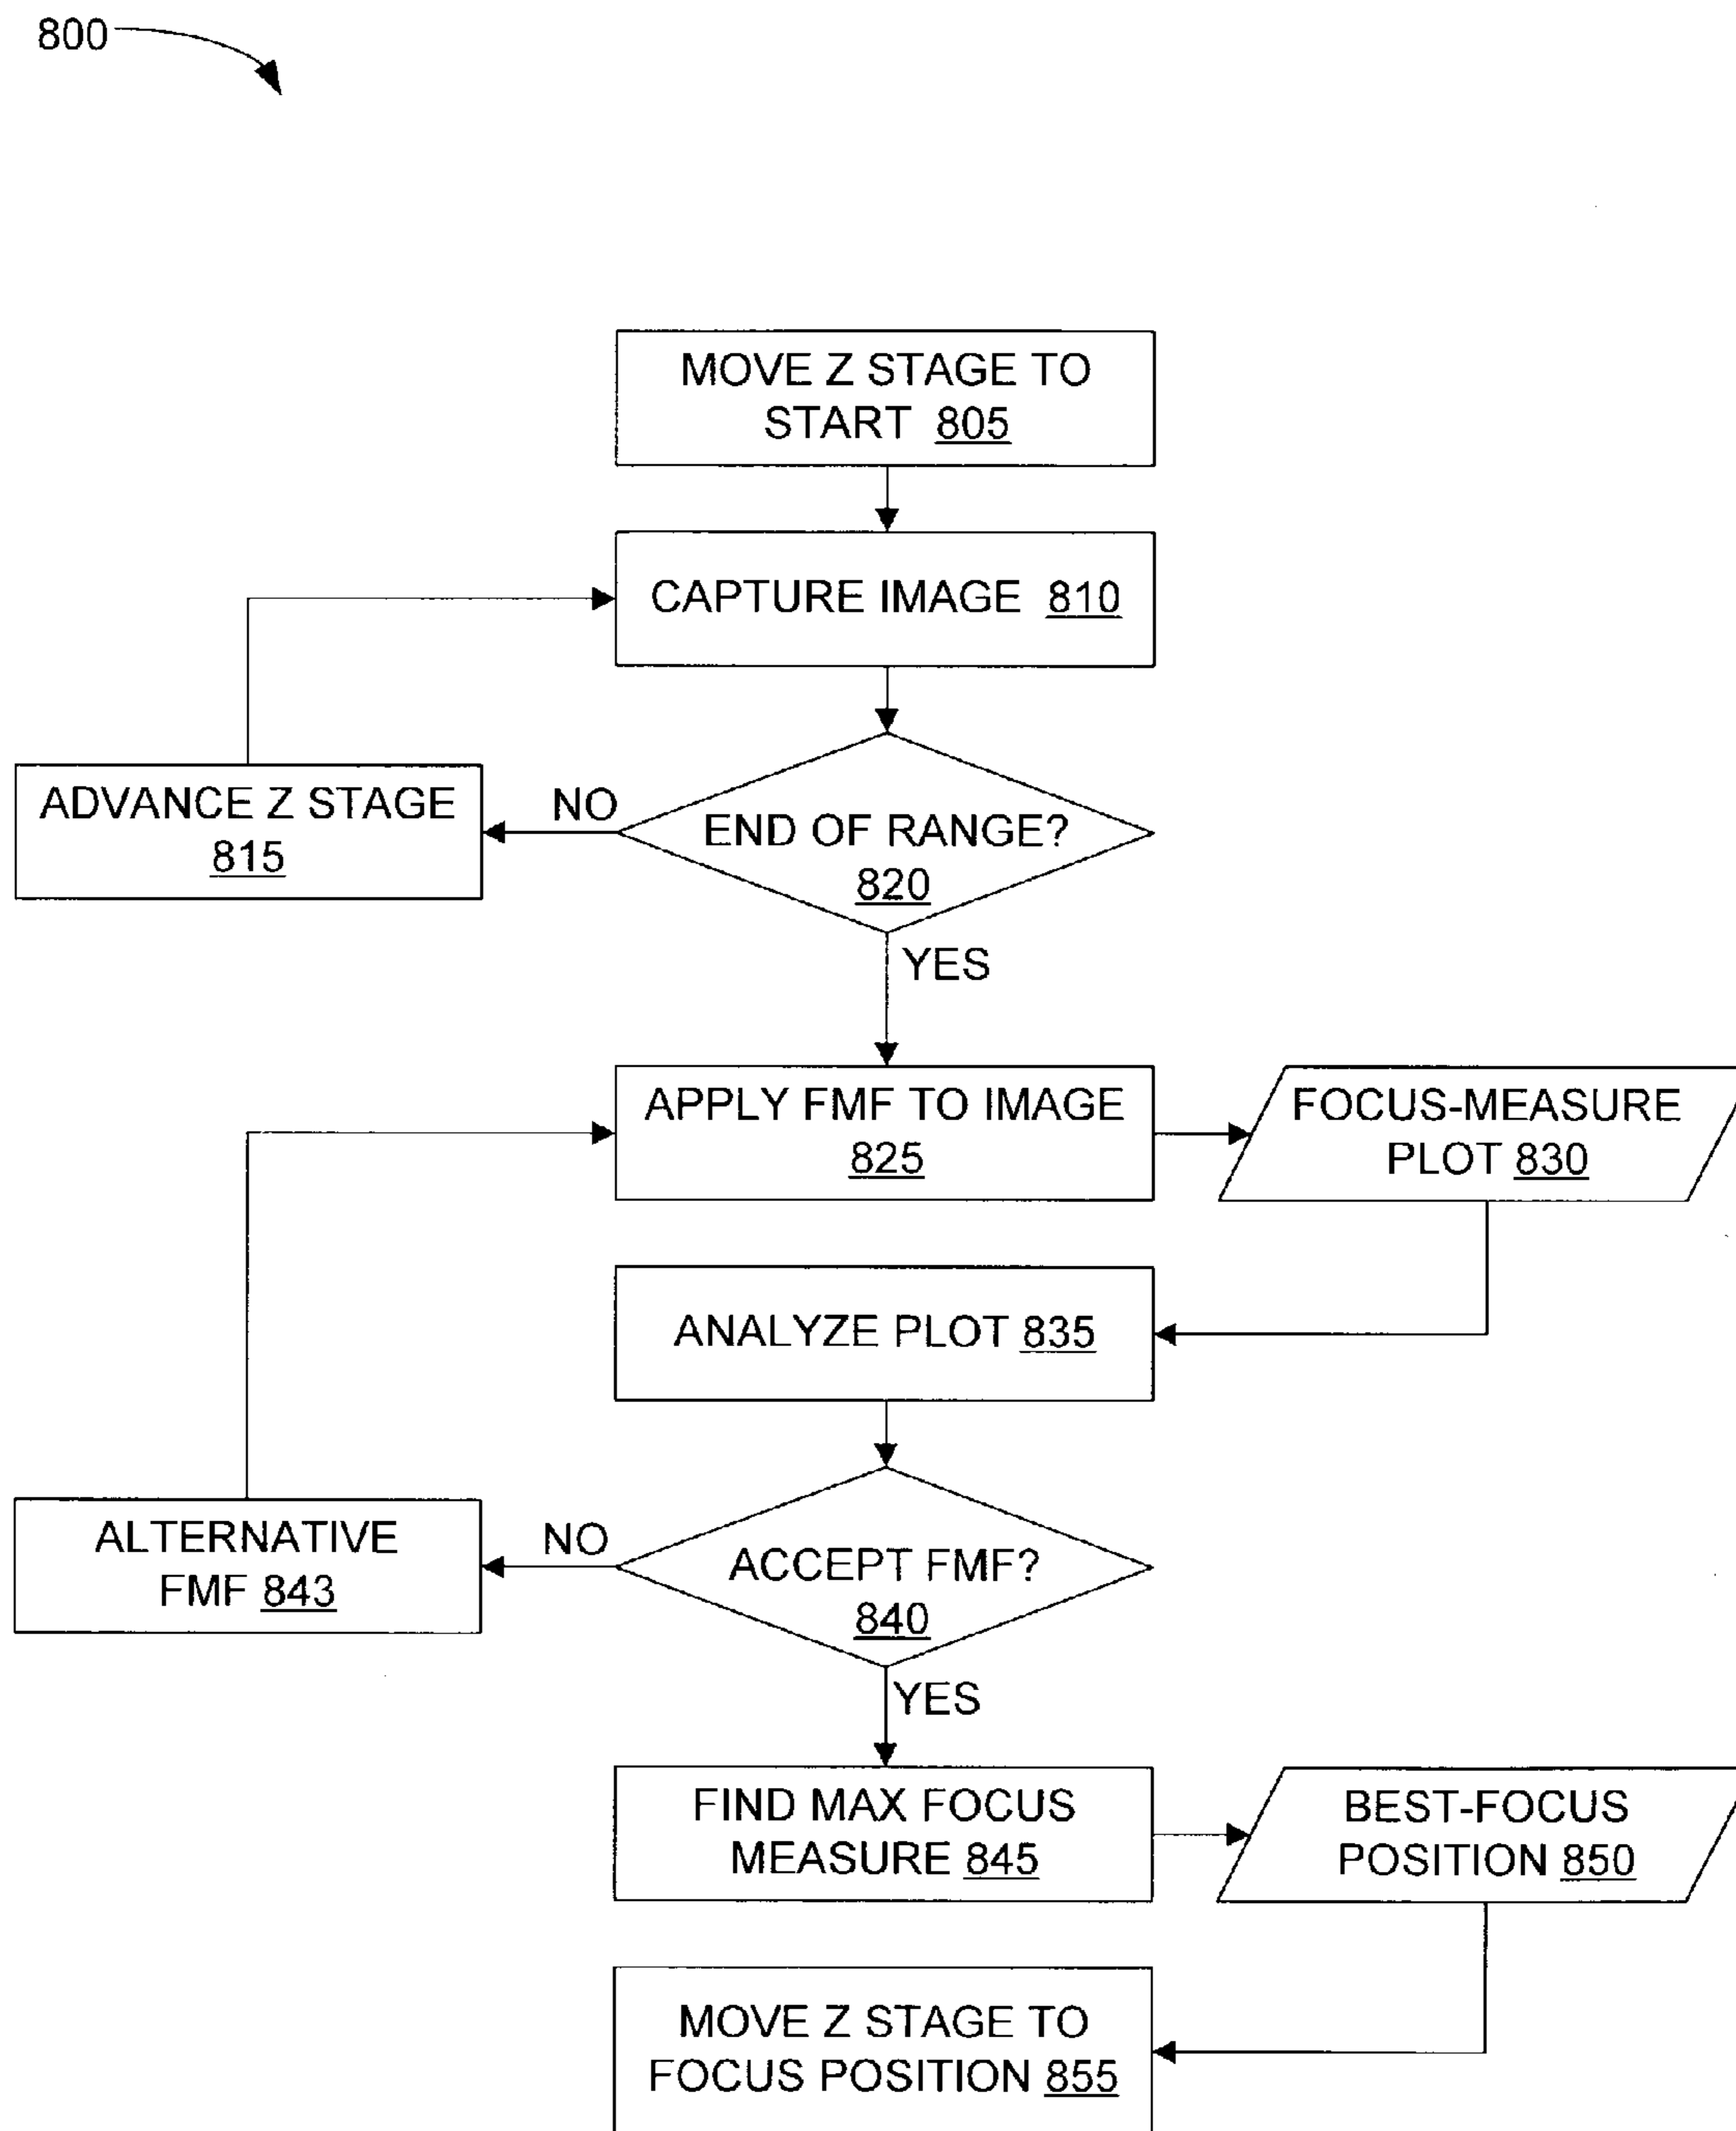 800
MOVE Z STAGE TO
START 805
CAPTURE IMAGE 810
ADVANCE Z STAGE
815
NO
END OF RANGE?
820
YES
APPLY FMF TO IMAGE
825
FOCUS-MEASURE
PLOT 830
ANALYZE PLOT 835
ALTERNATIVE
FMF 843
NO
ACCEPT FMF?
840
YES
FIND MAX FOCUS
MEASURE 845
BEST-FOCUS
POSITION 850
MOVE Z STAGE TO
FOCUS POSITION 855